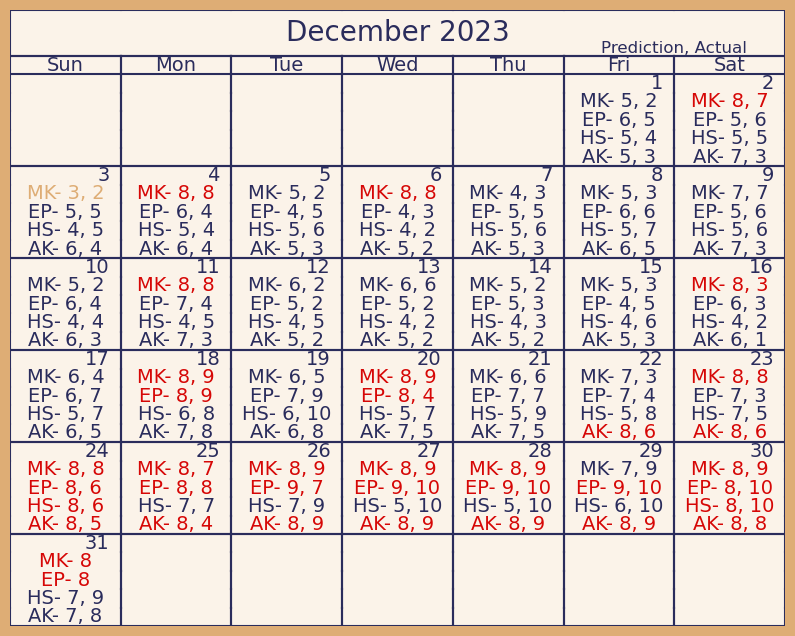 December 2023
Prediction, Actual
Sun Mon Tue Wed Thu Fri Sat
1 2
MK- 5, 2 MK- 8, 7
EP- 6, 5 EP- 5, 6
HS- 5, 4 HS- 5, 5
AK- 5, 3 AK- 7, 3
3 4 5 6 7 8 9
MK- 3, 2 MK- 8, 8 MK- 5, 2 MK- 8, 8 MK- 4, 3 MK- 5, 3 MK- 7, 7
EP- 5, 5 EP- 6, 4 EP- 4, 5 EP- 4, 3 EP- 5, 5 EP- 6, 6 EP- 5, 6
HS- 4, 5 HS- 5, 4 HS- 5, 6 HS- 4, 2 HS- 5, 6 HS- 5, 7 HS- 5, 6
AK- 6, 4 AK- 6, 4 AK- 5, 3 AK- 5, 2 AK- 5, 3 AK- 6, 5 AK- 7, 3
10 11 12 13 14 15 16
MK- 5, 2 MK- 8, 8 MK- 6, 2 MK- 6, 6 MK- 5, 2 MK- 5, 3 MK- 8, 3
EP- 6, 4 EP- 7, 4 EP- 5, 2 EP- 5, 2 EP- 5, 3 EP- 4, 5 EP- 6, 3
HS- 4, 4 HS- 4, 5 HS- 4, 5 HS- 4, 2 HS- 4, 3 HS- 4, 6 HS- 4, 2
AK- 6, 3 AK- 7, 3 AK- 5, 2 AK- 5, 2 AK- 5, 2 AK- 5, 3 AK- 6, 1
17 18 19 20 21 22 23
MK- 6, 4 MK- 8, 9 MK- 6, 5 MK- 8, 9 MK- 6, 6 MK- 7, 3 MK- 8, 8
EP- 6, 7 EP- 8, 9 EP- 7, 9 EP- 8, 4 EP- 7, 7 EP- 7, 4 EP- 7, 3
HS- 5, 7 HS- 6, 8 HS- 6, 10 HS- 5, 7 HS- 5, 9 HS- 5, 8 HS- 7, 5
AK- 6, 5 AK- 7, 8 AK- 6, 8 AK- 7, 5 AK- 7, 5 AK- 8, 6 AK- 8, 6
24 25 26 27 28 29 30
MK- 8, 8 MK- 8, 7 MK- 8, 9 MK- 8, 9 MK- 8, 9 MK- 7, 9 MK- 8, 9
EP- 8, 6 EP- 8, 8 EP- 9, 7 EP- 9, 10 EP- 9, 10 EP- 9, 10 EP- 8, 10
HS- 8, 6 HS- 7, 7 HS- 7, 9 HS- 5, 10 HS- 5, 10 HS- 6, 10 HS- 8, 10
AK- 8, 5 AK- 8, 4 AK- 8, 9 AK- 8, 9 AK- 8, 9 AK- 8, 9 AK- 8, 8
31
MK- 8
EP- 8
HS- 7, 9
AK- 7, 8